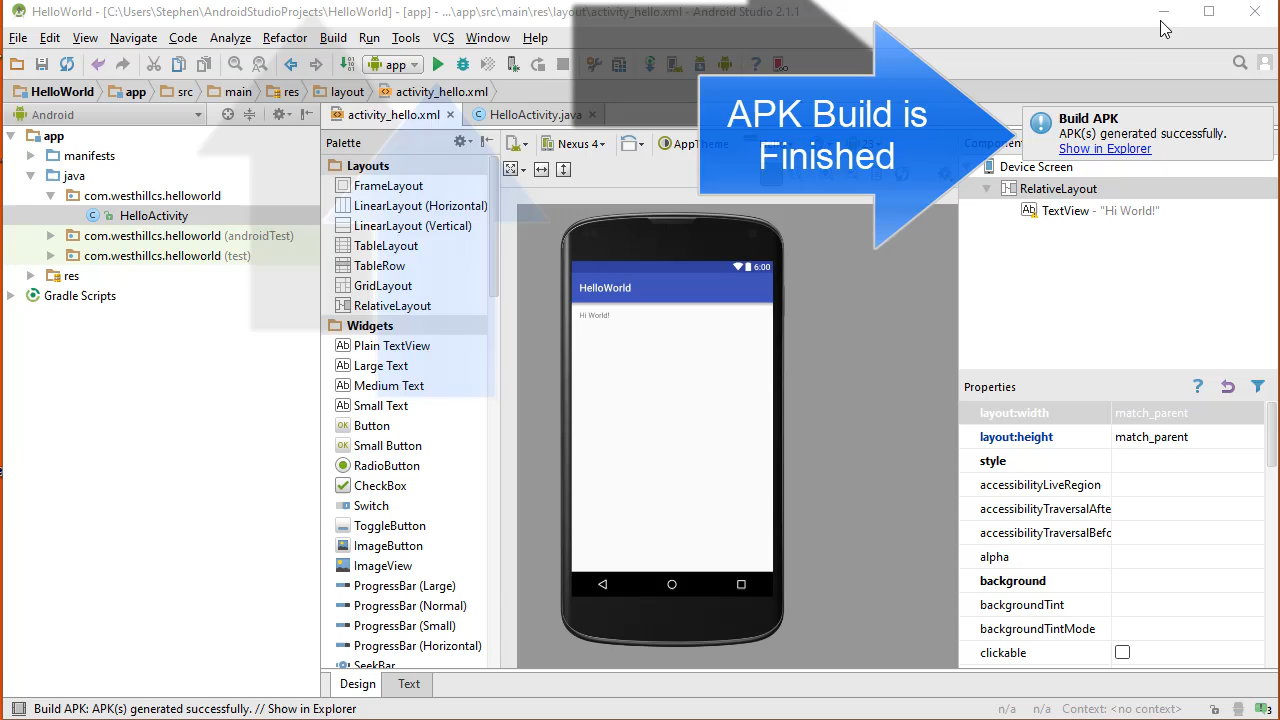 HelloWorld - [C:\Users\Stephen\AndroidStudioProjects\HelloWorld] - [app] - ...\app\src\main\res\layout\activity_hello.xml - Android Studio 2.1.1
File Edit View Navigate Code Analyze Refactor Build Run Tools VCS Window Help
app
HelloWorld app src main res layout activity_hello.xml
Android
activity_hello.xml
HelloActivity.java
APK Build is
Finished
Build APK
APK(s) generated successfully.
Show in Explorer
app
manifests
java
com.westhillcs.helloworld
HelloActivity
com.westhillcs.helloworld (androidTest)
com.westhillcs.helloworld (test)
res
Gradle Scripts
Palette
Layouts
FrameLayout
LinearLayout (Horizontal)
LinearLayout (Vertical)
TableLayout
TableRow
GridLayout
RelativeLayout
Widgets
Plain TextView
Large Text
Medium Text
Small Text
Button
Small Button
RadioButton
CheckBox
Switch
ToggleButton
ImageButton
ImageView
ProgressBar (Large)
ProgressBar (Normal)
ProgressBar (Small)
ProgressBar (Horizontal)
SeekBar
Nexus 4
AppTheme
6:00
HelloWorld
Hi World!
Device Screen
RelativeLayout
TextView - "Hi World!"
Properties
layout:width match_parent
layout:height match_parent
style
accessibilityLiveRegion
accessibilityTraversalAfte
accessibilityTraversalBefo
alpha
background
backgroundTint
backgroundTintMode
clickable
Design Text
Build APK: APK(s) generated successfully. // Show in Explorer
n/a n/a Context: <no context>
3